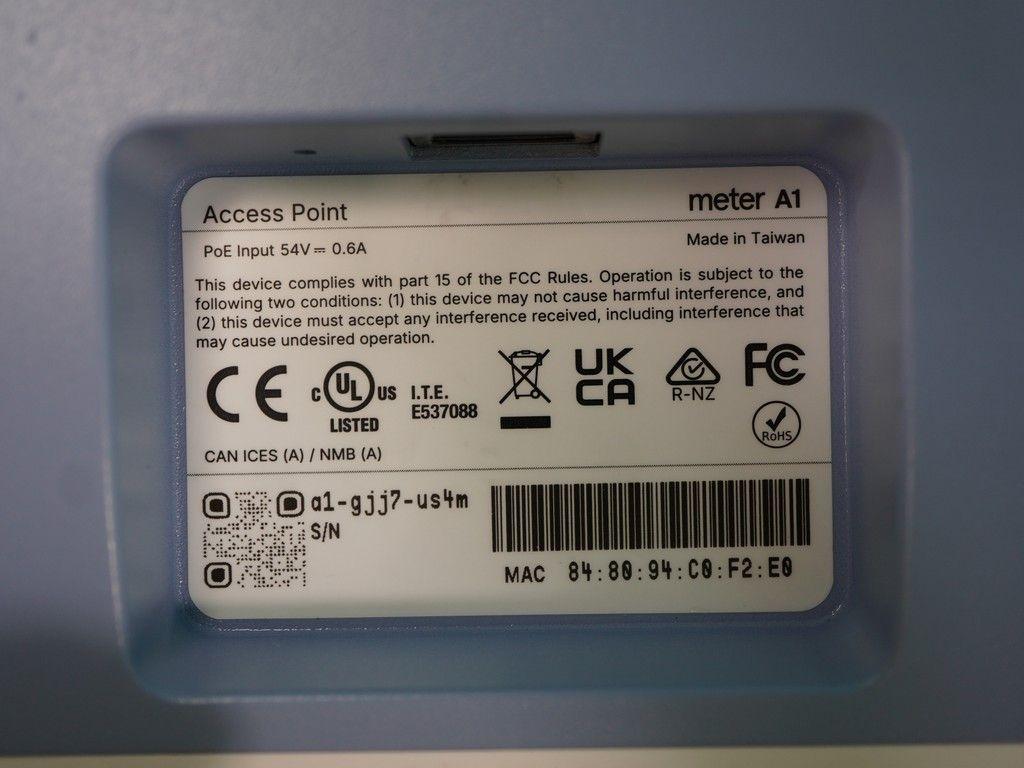 Access Point
meter A1
PoE Input 54V⎓ 0.6A
Made in Taiwan
This device complies with part 15 of the FCC Rules. Operation is subject to the
following two conditions: (1) this device may not cause harmful interference, and
(2) this device must accept any interference received, including interference that
may cause undesired operation.
CE
C UL US
LISTED
I.T.E.
E537088
UK
CA
R-NZ
FC
RoHS
CAN ICES (A) / NMB (A)
a1-gjj7-us4m
S/N
MAC 84:80:94:C0:F2:E0